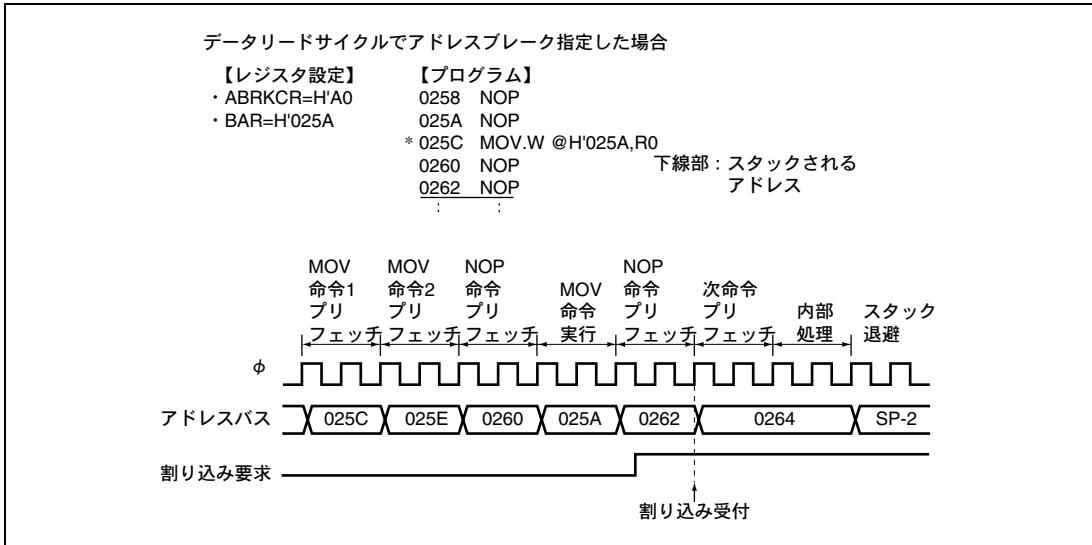 データリードサイクルでアドレスブレーク指定した場合
【レジスタ設定】 【プログラム】
・ABRKCR=H'A0 0258 NOP
・BAR=H'025A 025A NOP
* 025C MOV.W @H'025A,R0
0260 NOP 下線部：スタックされる
0262 NOP アドレス
: :
MOV MOV NOP NOP
命令1 命令2 命令 MOV 命令 次命令
プリ プリ プリ 命令 プリ プリ 内部 スタック
フェッチ フェッチ フェッチ 実行 フェッチ フェッチ 処理 退避
φ
アドレスバス 025C 025E 0260 025A 0262 0264 SP-2
割り込み要求
割り込み受付